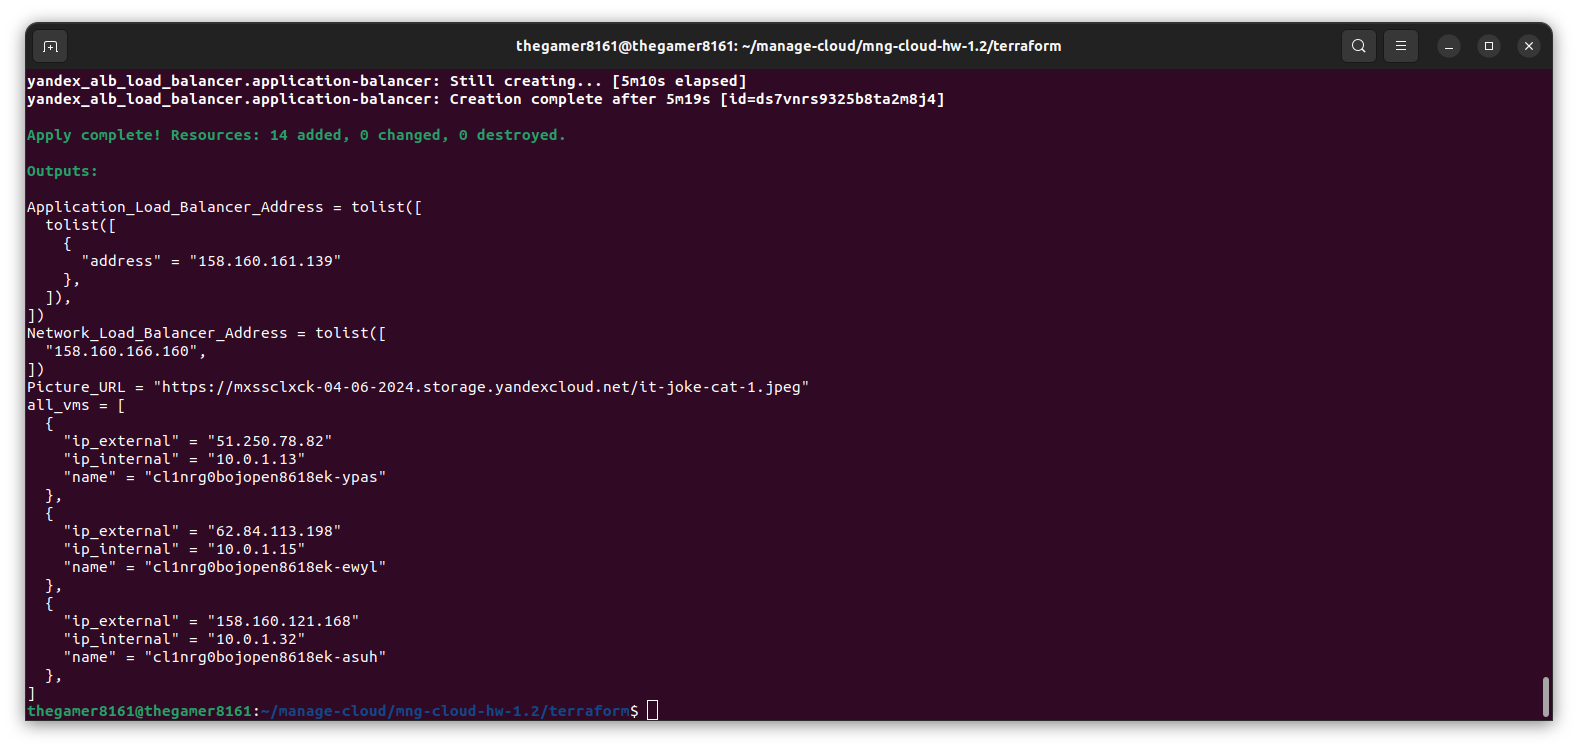 thegamer8161@thegamer8161: ~/manage-cloud/mng-cloud-hw-1.2/terraform
yandex_alb_load_balancer.application-balancer: Still creating... [5m10s elapsed]
yandex_alb_load_balancer.application-balancer: Creation complete after 5m19s [id=ds7vnrs9325b8ta2m8j4]

Apply complete! Resources: 14 added, 0 changed, 0 destroyed.

Outputs:

Application_Load_Balancer_Address = tolist([
  tolist([
    {
      "address" = "158.160.161.139"
    },
  ]),
])
Network_Load_Balancer_Address = tolist([
  "158.160.166.160",
])
Picture_URL = "https://mxssclxck-04-06-2024.storage.yandexcloud.net/it-joke-cat-1.jpeg"
all_vms = [
  {
    "ip_external" = "51.250.78.82"
    "ip_internal" = "10.0.1.13"
    "name" = "cl1nrg0bojopen8618ek-ypas"
  },
  {
    "ip_external" = "62.84.113.198"
    "ip_internal" = "10.0.1.15"
    "name" = "cl1nrg0bojopen8618ek-ewyl"
  },
  {
    "ip_external" = "158.160.121.168"
    "ip_internal" = "10.0.1.32"
    "name" = "cl1nrg0bojopen8618ek-asuh"
  },
]
thegamer8161@thegamer8161:~/manage-cloud/mng-cloud-hw-1.2/terraform$